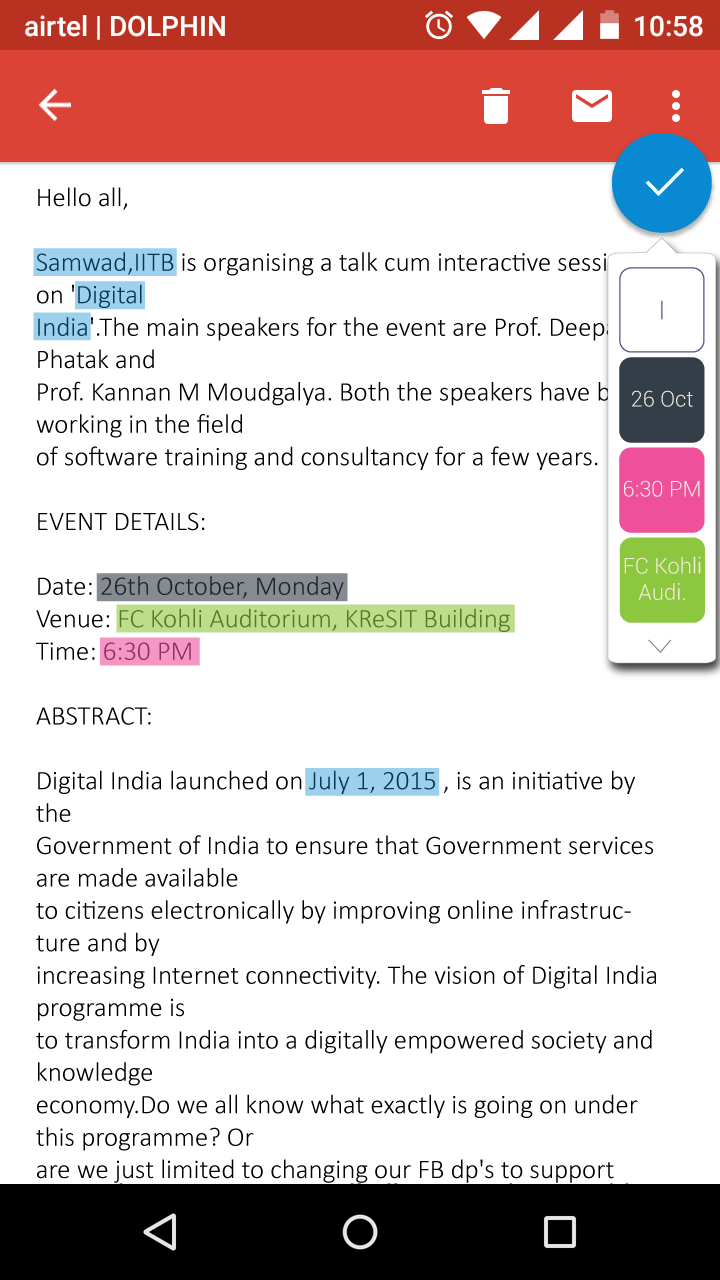 airtel | DOLPHIN 10:58
Hello all,
Samwad,IITB is organising a talk cum interactive sessi
on 'Digital
India'.The main speakers for the event are Prof. Deepa
Phatak and
Prof. Kannan M Moudgalya. Both the speakers have b
working in the field
of software training and consultancy for a few years.
EVENT DETAILS:
Date: 26th October, Monday
Venue: FC Kohli Auditorium, KReSIT Building
Time: 6:30 PM
26 Oct
6:30 PM
FC Kohli
Audi.
ABSTRACT:
Digital India launched on July 1, 2015 , is an initiative by
the
Government of India to ensure that Government services
are made available
to citizens electronically by improving online infrastruc-
ture and by
increasing Internet connectivity. The vision of Digital India
programme is
to transform India into a digitally empowered society and
knowledge
economy.Do we all know what exactly is going on under
this programme? Or
are we just limited to changing our FB dp's to support